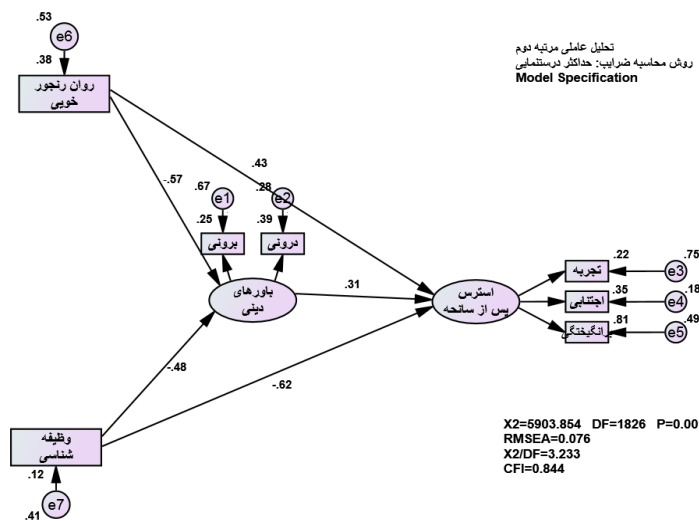 تحلیل عاملی مرتبه دوم
روش محاسبه ضرایب: حداکثر درستنمایی
Model Specification
.53
e6
.38
روان رنجور
خویی
.43
-.57
.67
e1
.28
e2
.25
.39
برونی
درونی
باورهای
دینی
.31
استرس
پس از سانحه
.22
تجربه
.75
e3
.35
اجتنابی
.18
e4
.81
برانگیختگی
.49
e5
-.48
-.62
وظیفه
شناسی
.12
.41
e7
X2=5903.854 DF=1826 P=0.00
RMSEA=0.076
X2/DF=3.233
CFI=0.844